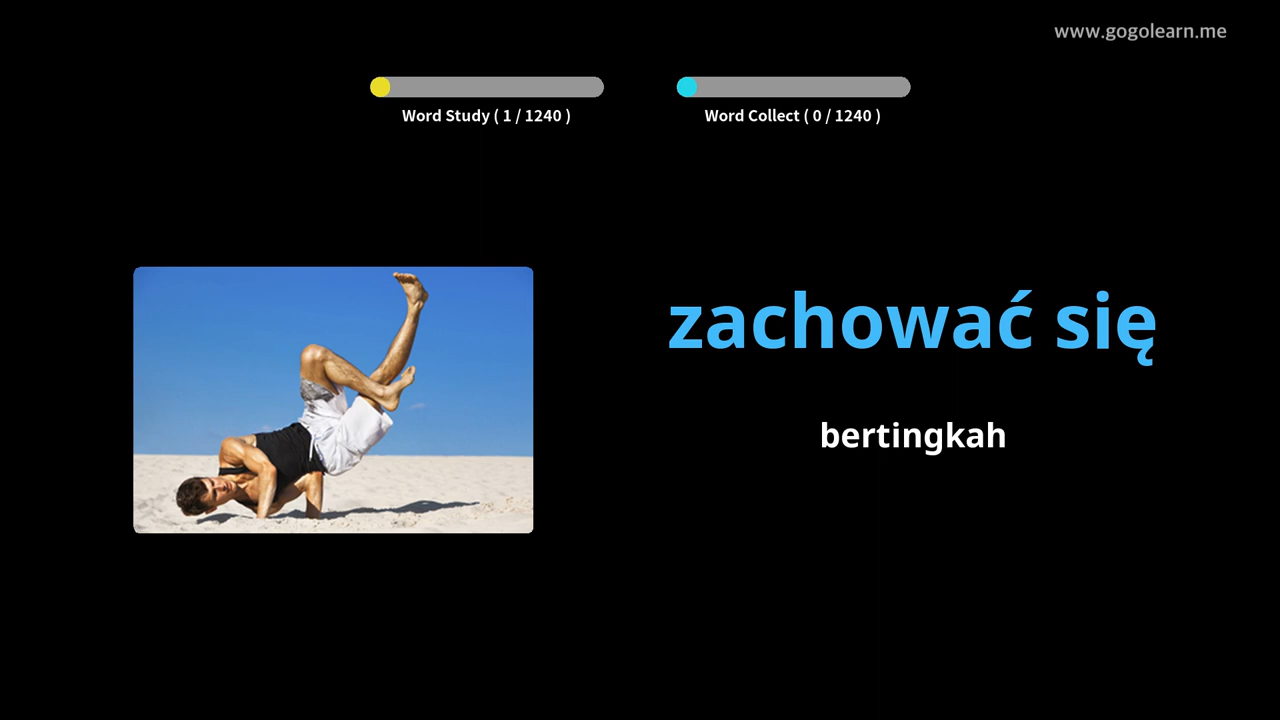 www.gogolearn.me
Word Study ( 1 / 1240 )
Word Collect ( 0 / 1240 )
zachować się
bertingkah